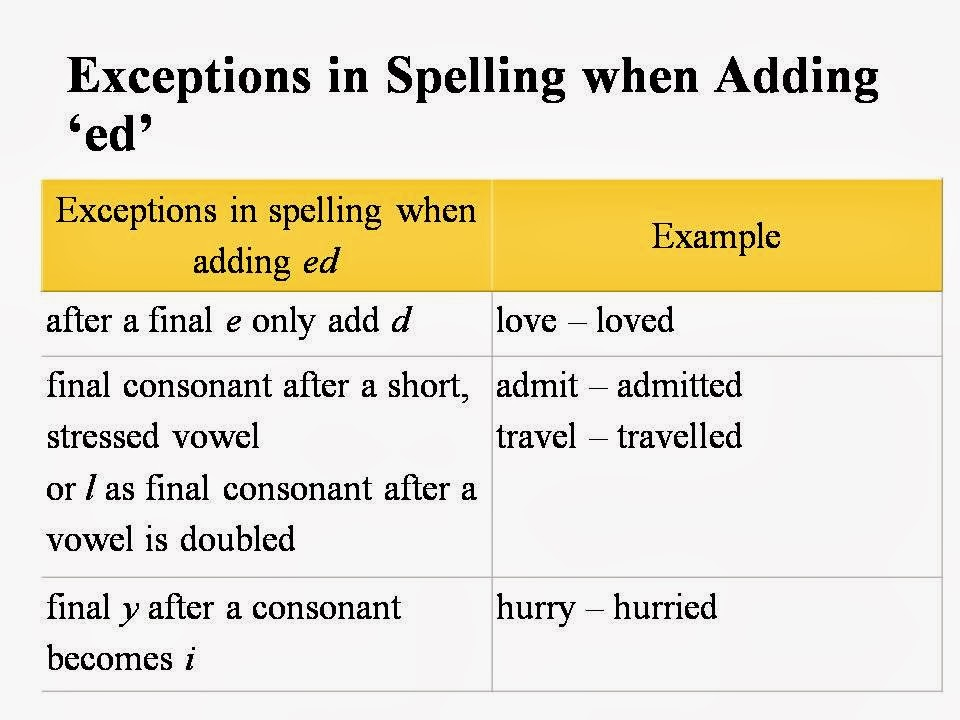 Exceptions in Spelling when Adding
‘ed’
Exceptions in spelling when
adding ed
Example
after a final e only add d
love – loved
final consonant after a short,
stressed vowel
or l as final consonant after a
vowel is doubled
admit – admitted
travel – travelled
final y after a consonant
becomes i
hurry – hurried